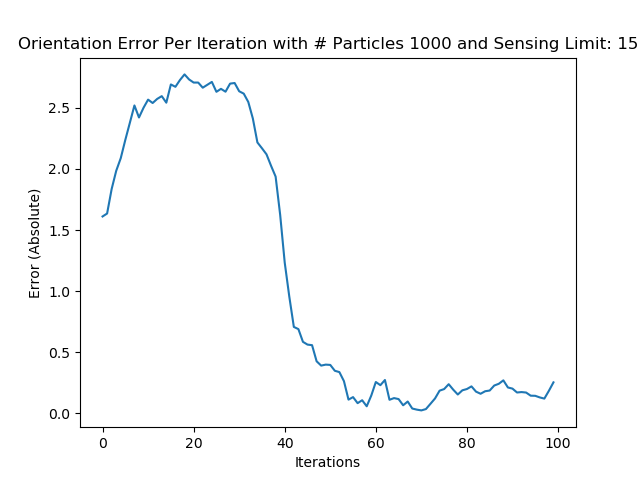 Orientation Error Per Iteration with # Particles 1000 and Sensing Limit: 15
2.5
2.0
1.5
1.0
0.5
0.0
Error (Absolute)
0 20 40 60 80 100
Iterations